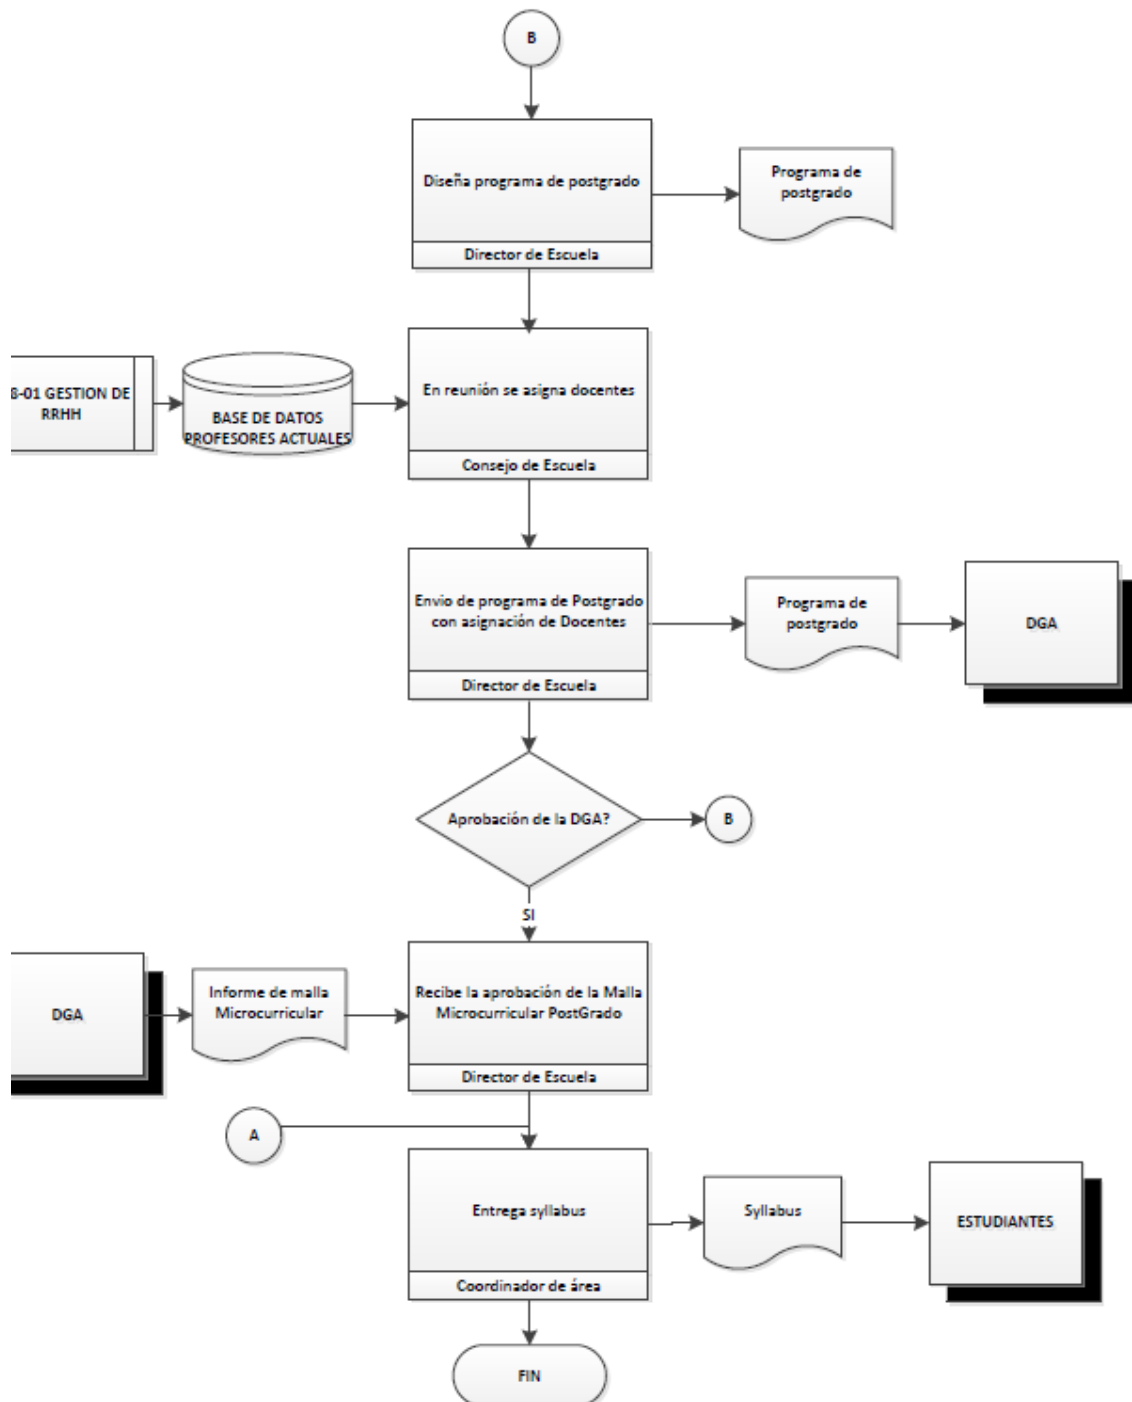 B
Diseña programa de postgrado
Director de Escuela
Programa de
postgrado
8-01 GESTION DE
RRHH
BASE DE DATOS
PROFESORES ACTUALES
En reunión se asigna docentes
Consejo de Escuela
Envio de programa de Postgrado
con asignación de Docentes
Director de Escuela
Programa de
postgrado
DGA
Aprobación de la DGA?
B
SI
DGA
Informe de malla
Microcurricular
Recibe la aprobación de la Malla
Microcurricular PostGrado
Director de Escuela
A
Entrega syllabus
Coordinador de área
Syllabus
ESTUDIANTES
FIN